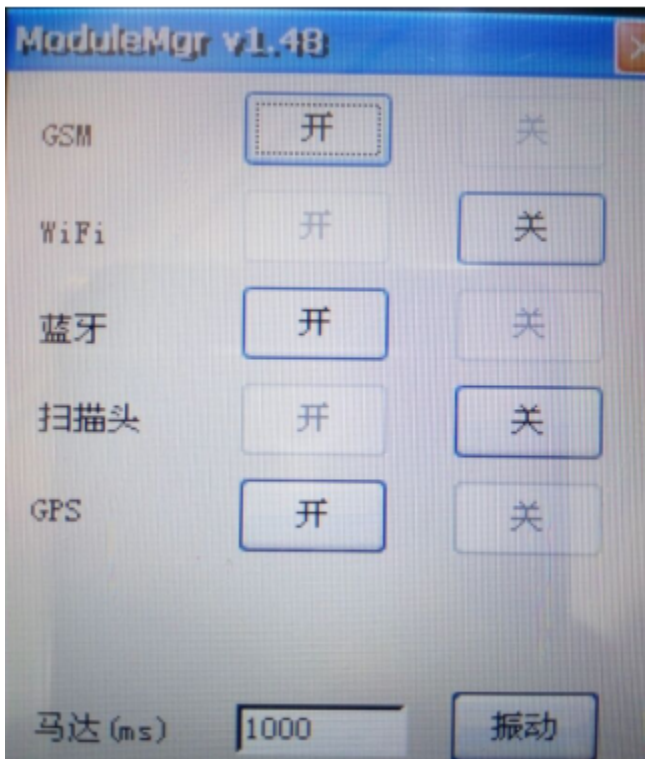 ModuleMgr v1.48
GSM 开 关
WiFi 开 关
蓝牙 开 关
扫描头 开 关
GPS 开 关
马达(ms) 1000 振动